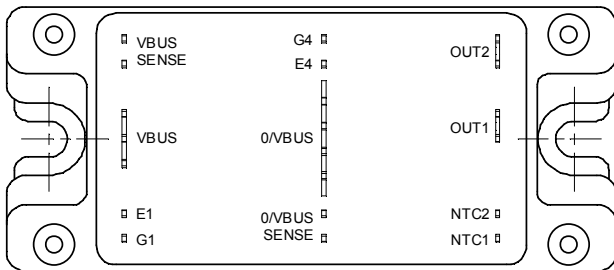 VBUS
SENSE
G4
E4
OUT2
VBUS
0/VBUS
OUT1
E1
G1
0/VBUS
SENSE
NTC2
NTC1